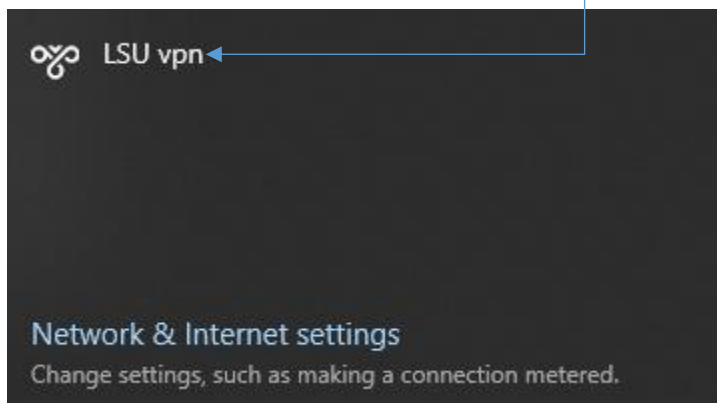 LSU vpn
Network & Internet settings
Change settings, such as making a connection metered.